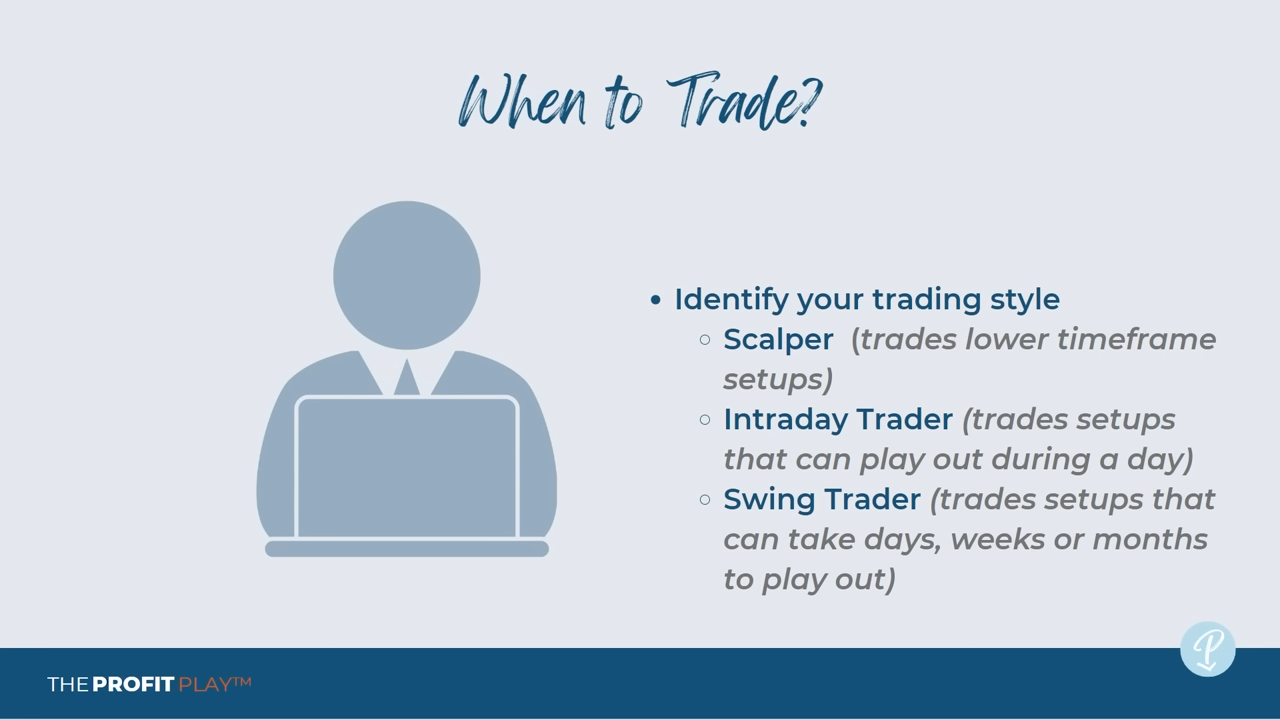 When to Trade?
• Identify your trading style
○ Scalper (trades lower timeframe
setups)
○ Intraday Trader (trades setups
that can play out during a day)
○ Swing Trader (trades setups that
can take days, weeks or months
to play out)
THE PROFIT PLAY™
P